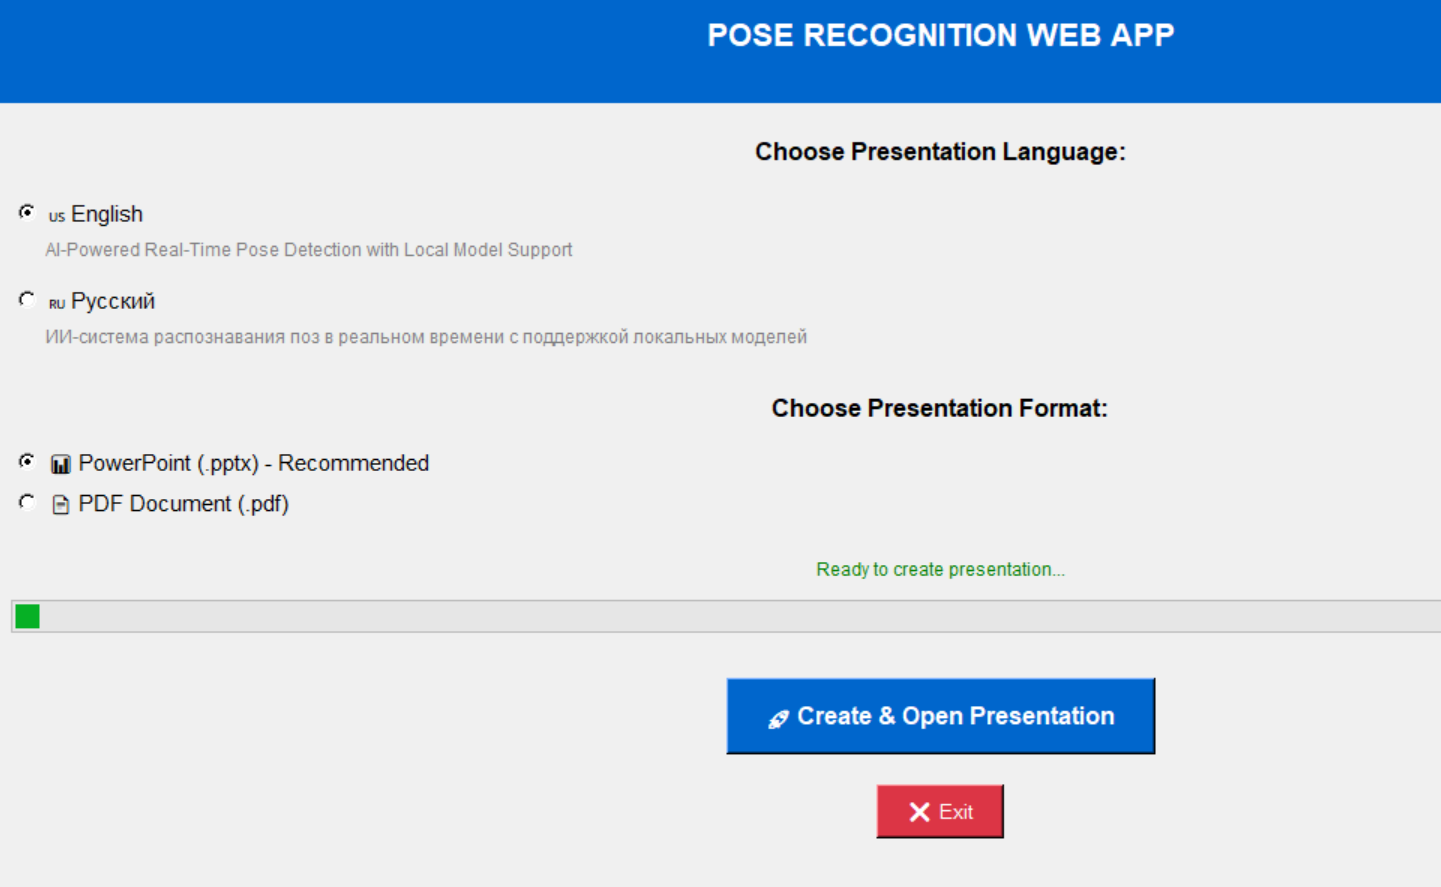 POSE RECOGNITION WEB APP
Choose Presentation Language:
US English
AI-Powered Real-Time Pose Detection with Local Model Support
RU Русский
ИИ-система распознавания поз в реальном времени с поддержкой локальных моделей
Choose Presentation Format:
PowerPoint (.pptx) - Recommended
PDF Document (.pdf)
Ready to create presentation...
Create & Open Presentation
Exit